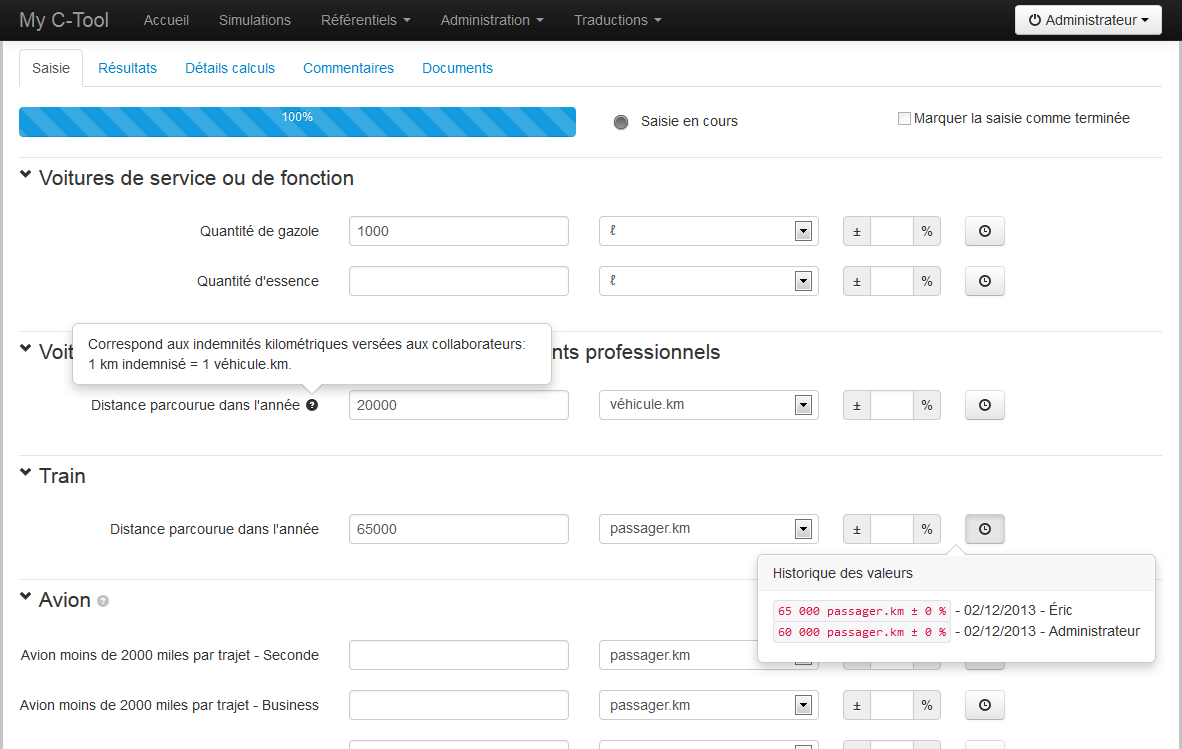 My C-Tool Accueil Simulations Référentiels Administration Traductions Administrateur
Saisie Résultats Détails calculs Commentaires Documents
100% Saisie en cours Marquer la saisie comme terminée
Voitures de service ou de fonction
Quantité de gazole 1000 ℓ ± %
Quantité d'essence ℓ ± %
Correspond aux indemnités kilométriques versées aux collaborateurs:
1 km indemnisé = 1 véhicule.km.
professionnels
Distance parcourue dans l'année ? 20000 véhicule.km ± %
Train
Distance parcourue dans l'année 65000 passager.km ± %
Historique des valeurs
65 000 passager.km ± 0 % - 02/12/2013 - Éric
60 000 passager.km ± 0 % - 02/12/2013 - Administrateur
Avion ?
Avion moins de 2000 miles par trajet - Seconde passager.km
Avion moins de 2000 miles par trajet - Business passager.km ± %